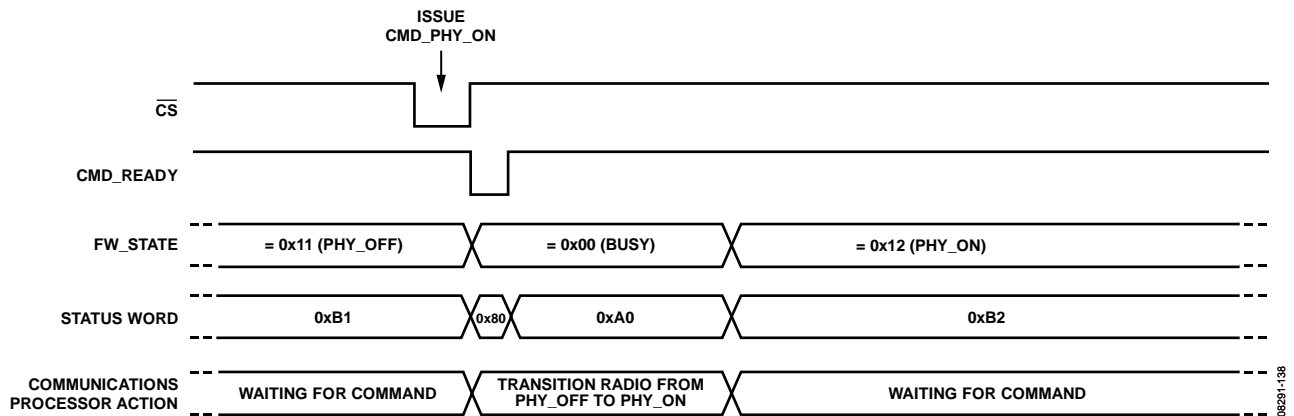 ISSUE
CMD_PHY_ON
CS
CMD_READY
FW_STATE
= 0x11 (PHY_OFF)
= 0x00 (BUSY)
= 0x12 (PHY_ON)
STATUS WORD
0xB1
0x80
0xA0
0xB2
COMMUNICATIONS
PROCESSOR ACTION
WAITING FOR COMMAND
TRANSITION RADIO FROM
PHY_OFF TO PHY_ON
WAITING FOR COMMAND
08291-138